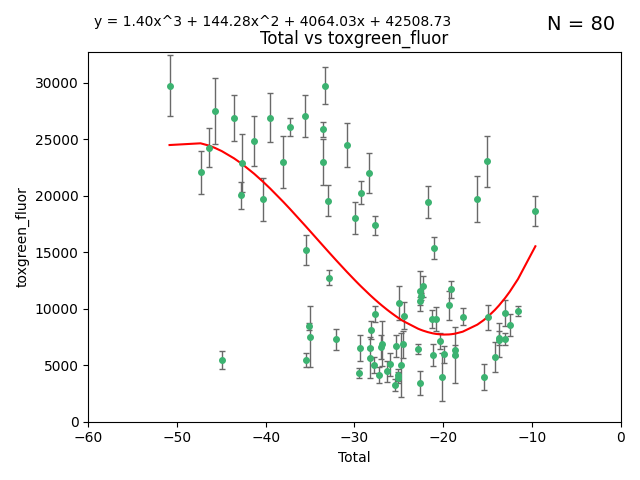 y = 1.40x^3 + 144.28x^2 + 4064.03x + 42508.73
N = 80
Total vs toxgreen_fluor
30000
25000
20000
15000
10000
5000
0
toxgreen_fluor
−60 −50 −40 −30 −20 −10 0
Total